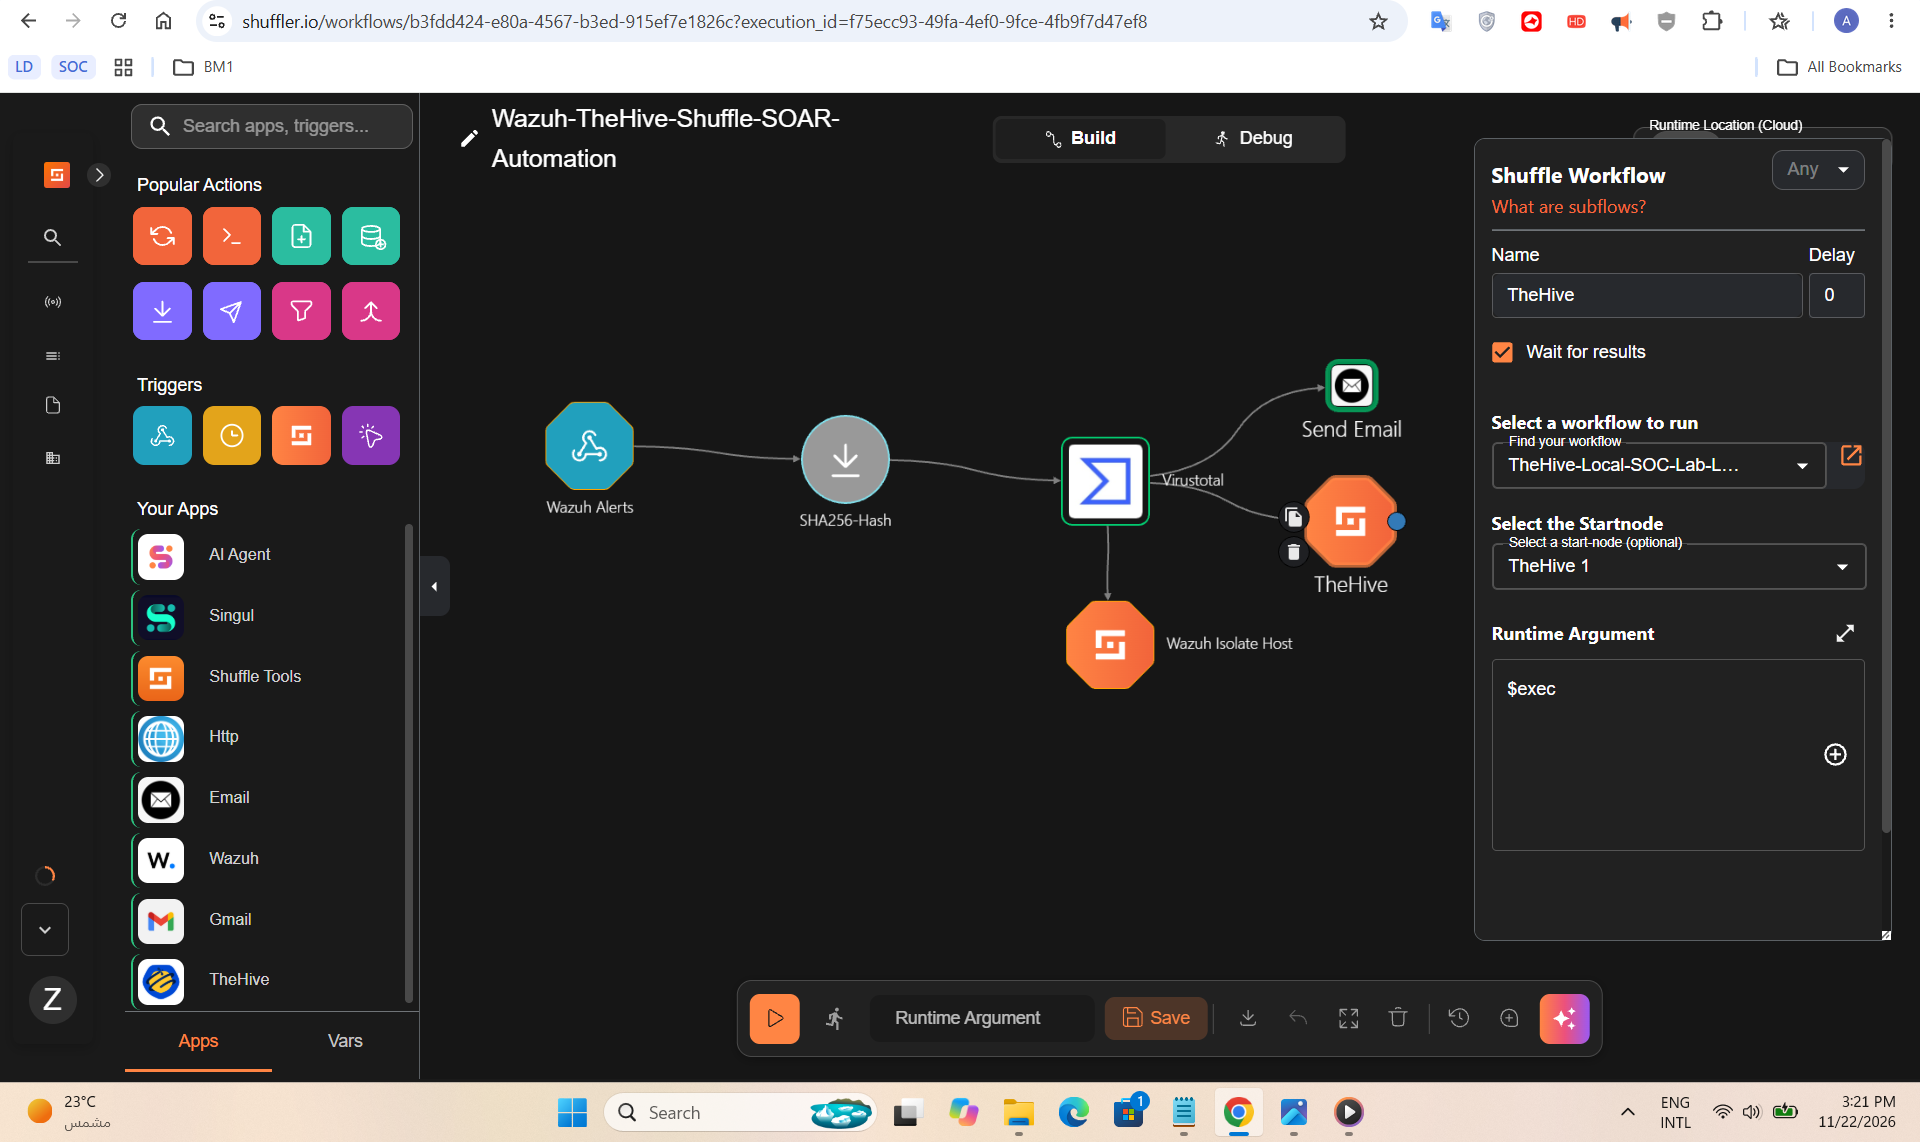 shuffler.io/workflows/b3fdd424-e80a-4567-b3ed-915ef7e1826c?execution_id=f75ecc93-49fa-4ef0-9fce-4fb9f7d47ef8
HD
A
LD
SOC
BM1
All Bookmarks
Search apps, triggers...
Wazuh-TheHive-Shuffle-SOAR-
Automation
Build
Debug
Runtime Location (Cloud)
Popular Actions
Triggers
Your Apps
AI Agent
Singul
Shuffle Tools
Http
Email
W.
Wazuh
Gmail
TheHive
Z
Apps
Vars
Wazuh Alerts
SHA256-Hash
Virustotal
Send Email
TheHive
Wazuh Isolate Host
Shuffle Workflow
Any
What are subflows?
Name
Delay
TheHive
0
Wait for results
Select a workflow to run
Find your workflow
TheHive-Local-SOC-Lab-L...
Select the Startnode
Select a start-node (optional)
TheHive 1
Runtime Argument
$exec
Runtime Argument
Save
23°C
مشمس
Search
1
ENG
INTL
3:21 PM
11/22/2026